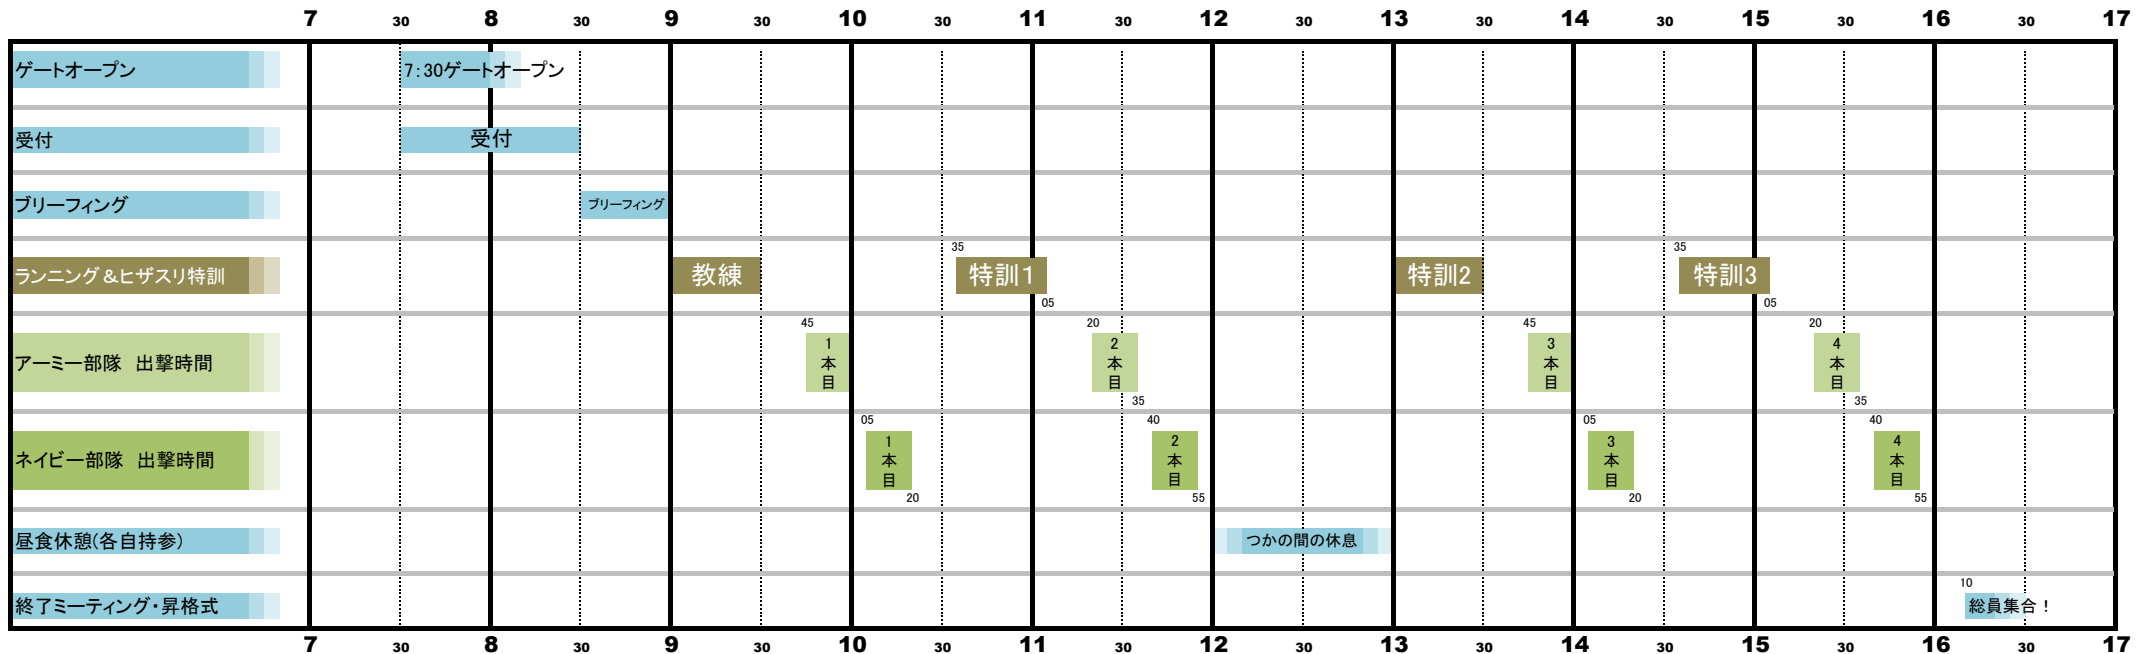 7 30 8 30 9 30 10 30 11 30 12 30 13 30 14 30 15 30 16 30 17
ゲートオープン 7:30ゲートオープン
受付 受付
ブリーフィング ブリーフィング
35 35
ランニング＆ヒザスリ特訓 教練 特訓1 特訓2 特訓3
05 05
45 20 45 20
アーミー部隊　出撃時間 1本目 2本目 3本目 4本目
35 35
05 40 05 40
ネイビー部隊　出撃時間 1本目 2本目 3本目 4本目
20 55 20 55
昼食休憩(各自持参) つかの間の休息
10
終了ミーティング・昇格式 総員集合！
7 30 8 30 9 30 10 30 11 30 12 30 13 30 14 30 15 30 16 30 17